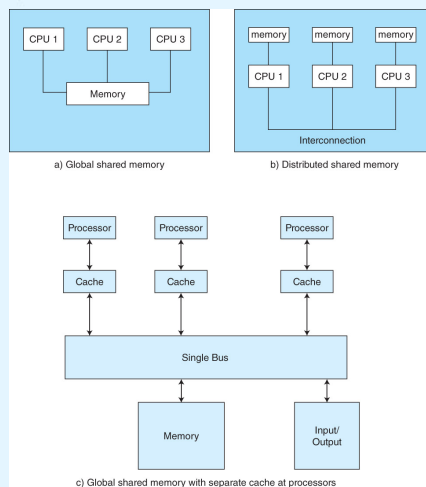 CPU 1 CPU 2 CPU 3
Memory
a) Global shared memory
memory memory memory
CPU 1 CPU 2 CPU 3
Interconnection
b) Distributed shared memory
Processor Processor Processor
Cache Cache Cache
Single Bus
Memory
Input/
Output
c) Global shared memory with separate cache at processors